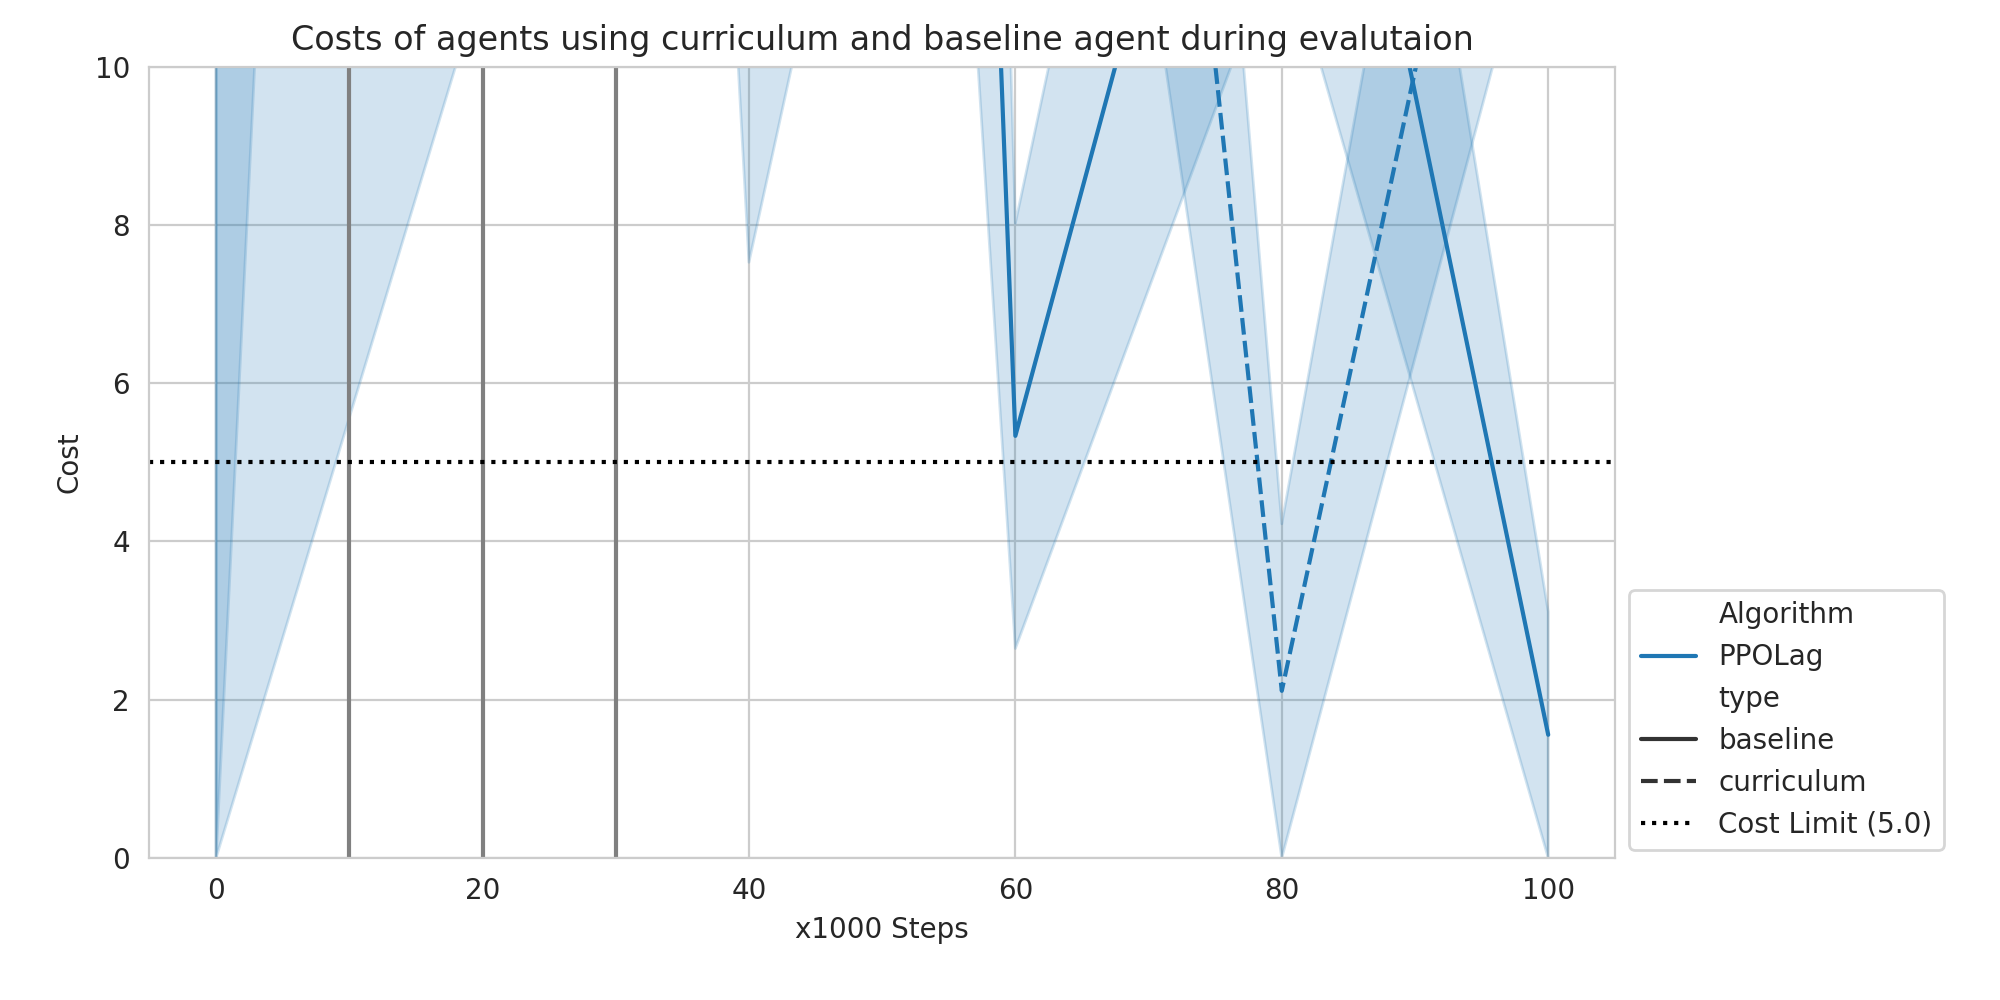 Costs of agents using curriculum and baseline agent during evalutaion
10
8
6
4
2
0
Cost
0 20 40 60 80 100
x1000 Steps
Algorithm
PPOLag
type
baseline
curriculum
Cost Limit (5.0)